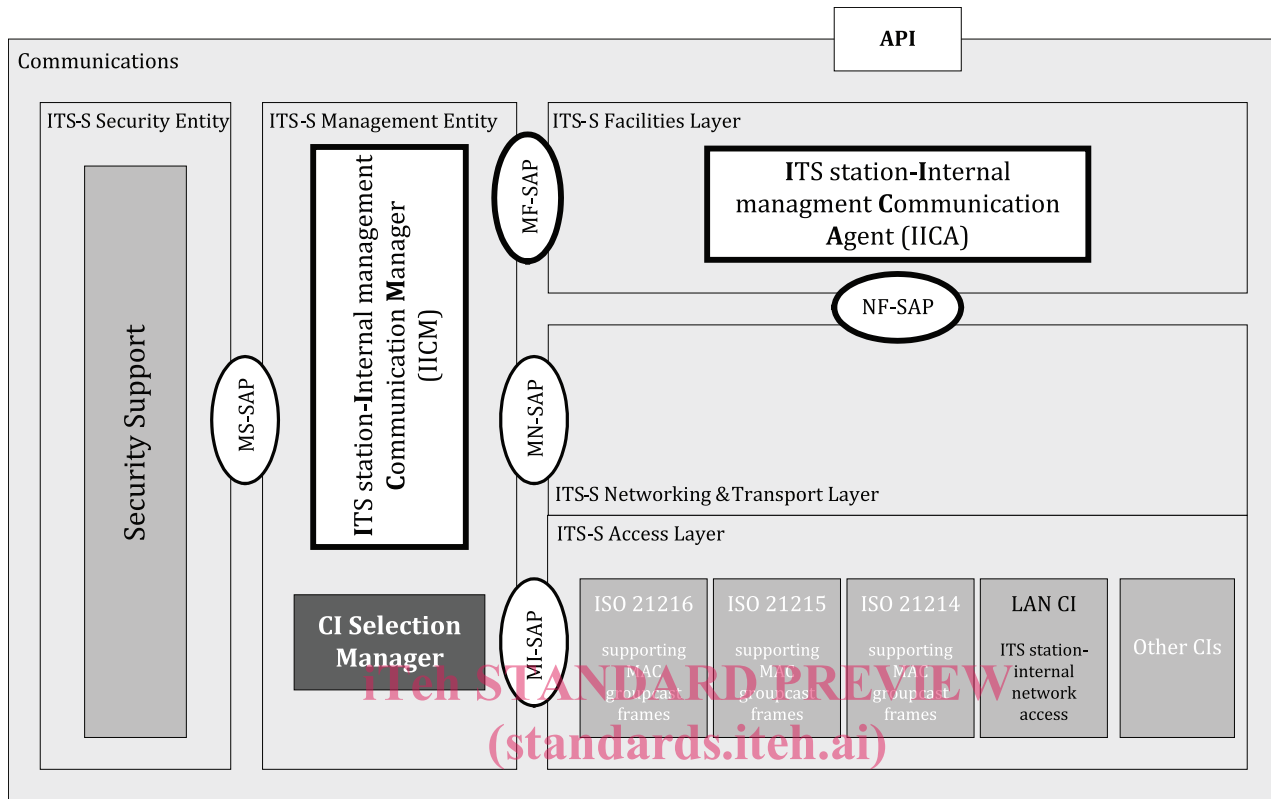 API
Communications
ITS-S Security Entity
Security Support
MS-SAP
ITS-S Management Entity
ITS station-Internal management
Communication Manager
(IICM)
CI Selection
Manager
MF-SAP
MN-SAP
MI-SAP
ITS-S Facilities Layer
ITS station-Internal
managment Communication
Agent (IICA)
NF-SAP
ITS-S Networking & Transport Layer
ITS-S Access Layer
ISO 21216
supporting
MAC
groupcast
frames
ISO 21215
supporting
MAC
groupcast
frames
ISO 21214
supporting
MAC
groupcast
frames
LAN CI
ITS station-
internal
network
access
Other CIs
iTeh STANDARD PREVIEW
(standards.iteh.ai)